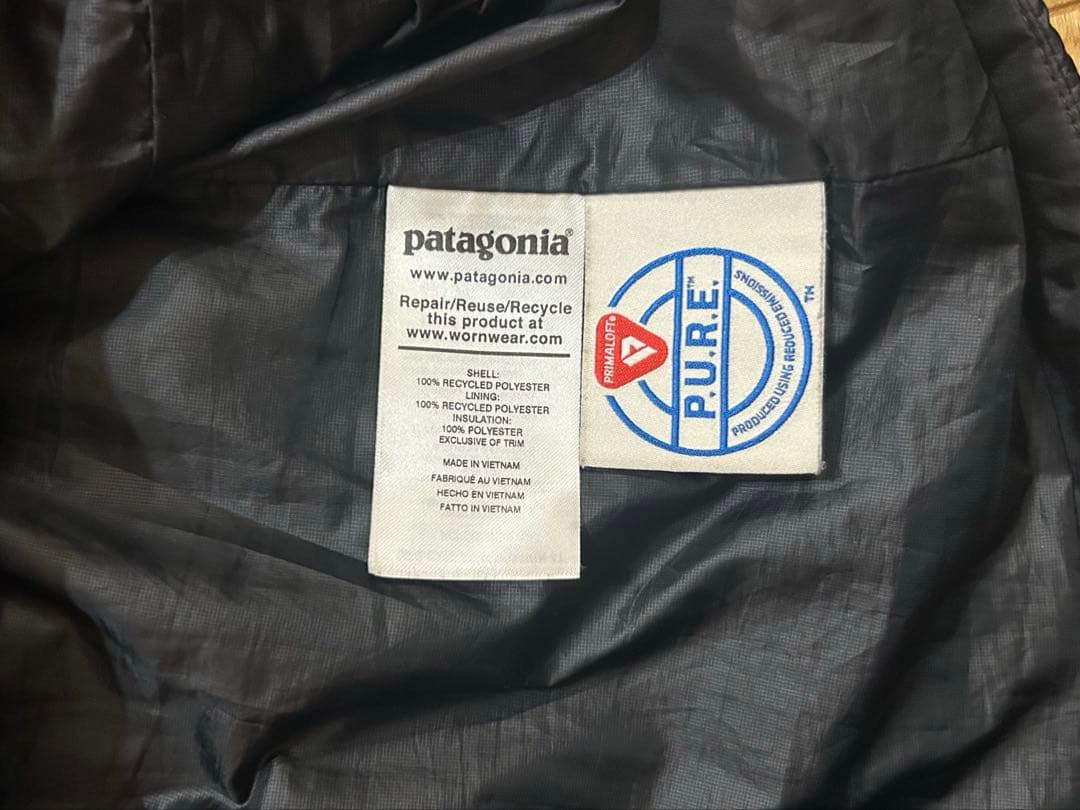 patagonia®
www.patagonia.com
Repair/Reuse/Recycle
this product at
www.wornwear.com
SHELL:
100% RECYCLED POLYESTER
LINING:
100% RECYCLED POLYESTER
INSULATION:
100% POLYESTER
EXCLUSIVE OF TRIM
MADE IN VIETNAM
FABRIQUÉ AU VIETNAM
HECHO EN VIETNAM
FATTO IN VIETNAM
PRIMALOFT®
P.U.R.E.™
PRODUCED USING REDUCED EMISSIONS
™